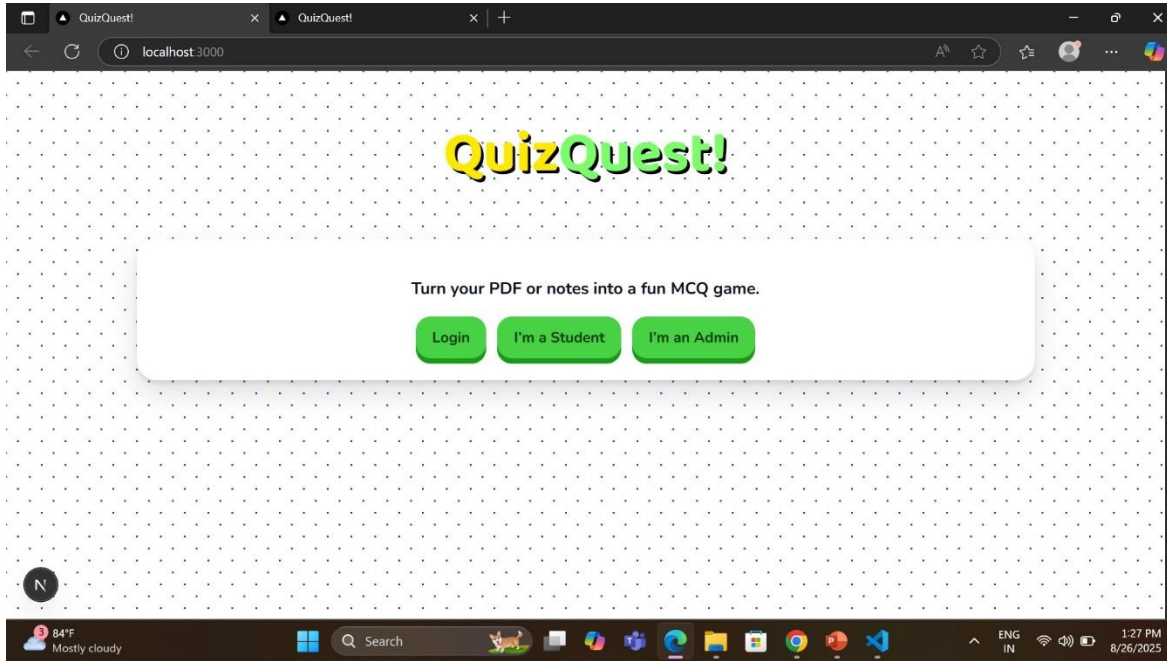 QuizQuest!
QuizQuest!
localhost:3000
QuizQuest!
Turn your PDF or notes into a fun MCQ game.
Login
I'm a Student
I'm an Admin
N
3
84°F
Mostly cloudy
Search
ENG
IN
1:27 PM
8/26/2025